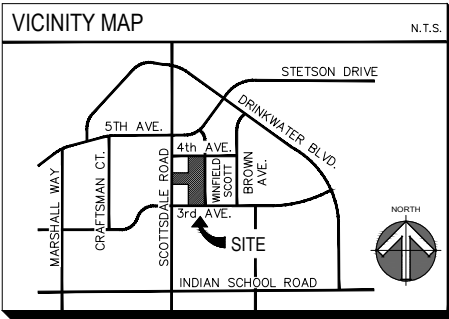 VICINITY MAP
N.T.S.
STETSON DRIVE
DRINKWATER BLVD.
5TH AVE.
4th AVE.
MARSHALL WAY
CRAFTSMAN CT.
SCOTTSDALE ROAD
WINFIELD
SCOTT
BROWN
AVE.
3rd AVE.
NORTH
SITE
INDIAN SCHOOL ROAD